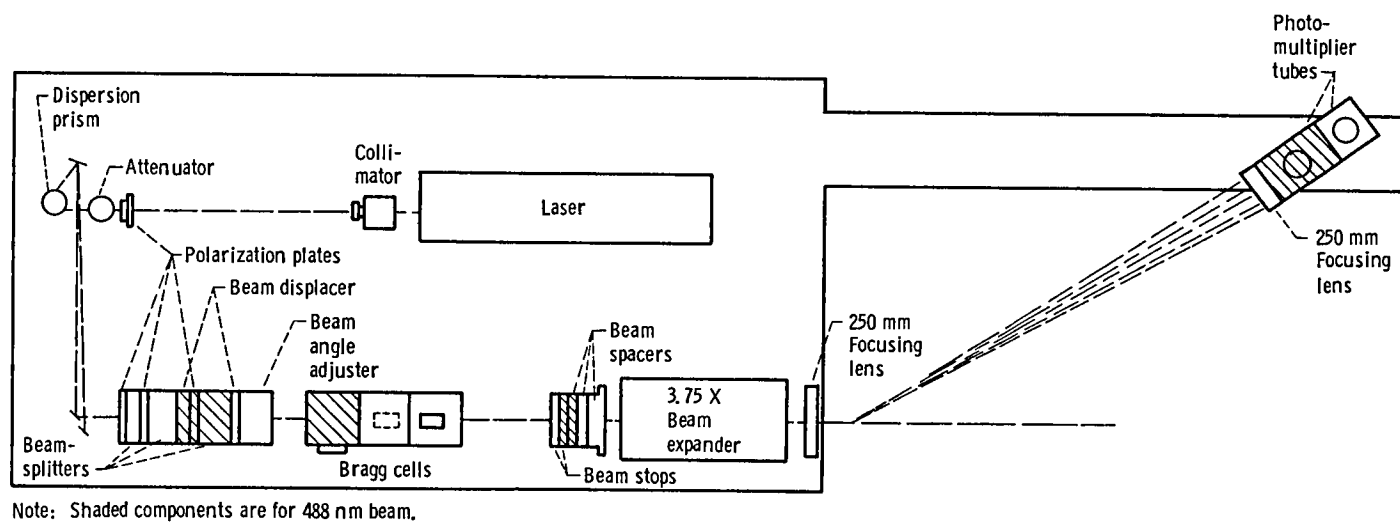 Photo-
multiplier
tubes
Dispersion
prism
Attenuator
Colli-
mator
Laser
250 mm
Focusing
lens
Polarization plates
Beam displacer
Beam
angle
adjuster
Beam
spacers
250 mm
Focusing
lens
3.75 X
Beam
expander
Beam-
splitters
Bragg cells
Beam stops
Note: Shaded components are for 488 nm beam.